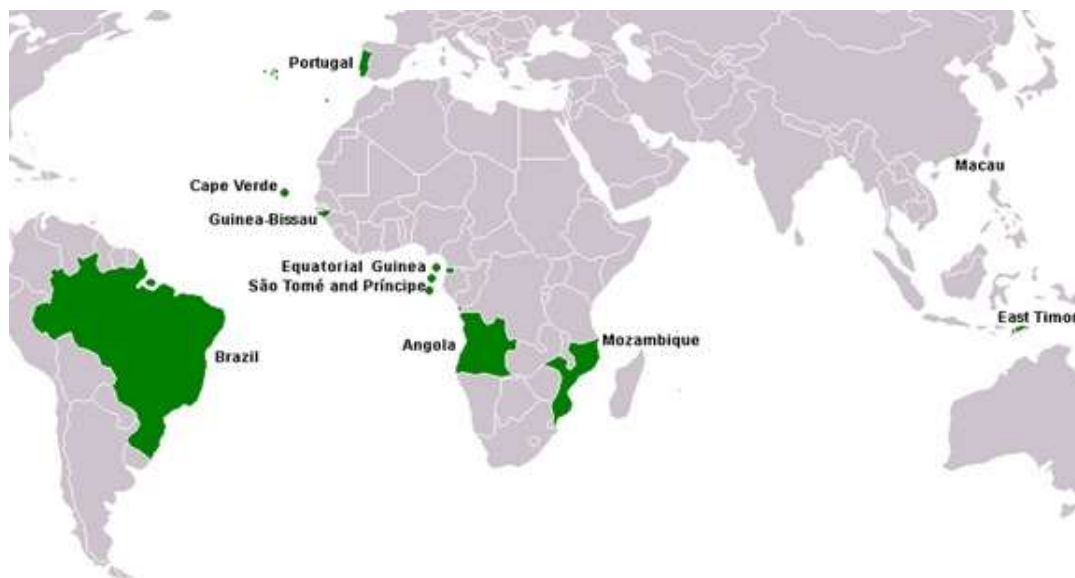 Portugal
Macau
Cape Verde
Guinea-Bissau
Equatorial Guinea
São Tomé and Príncipe
East Timor
Angola
Mozambique
Brazil